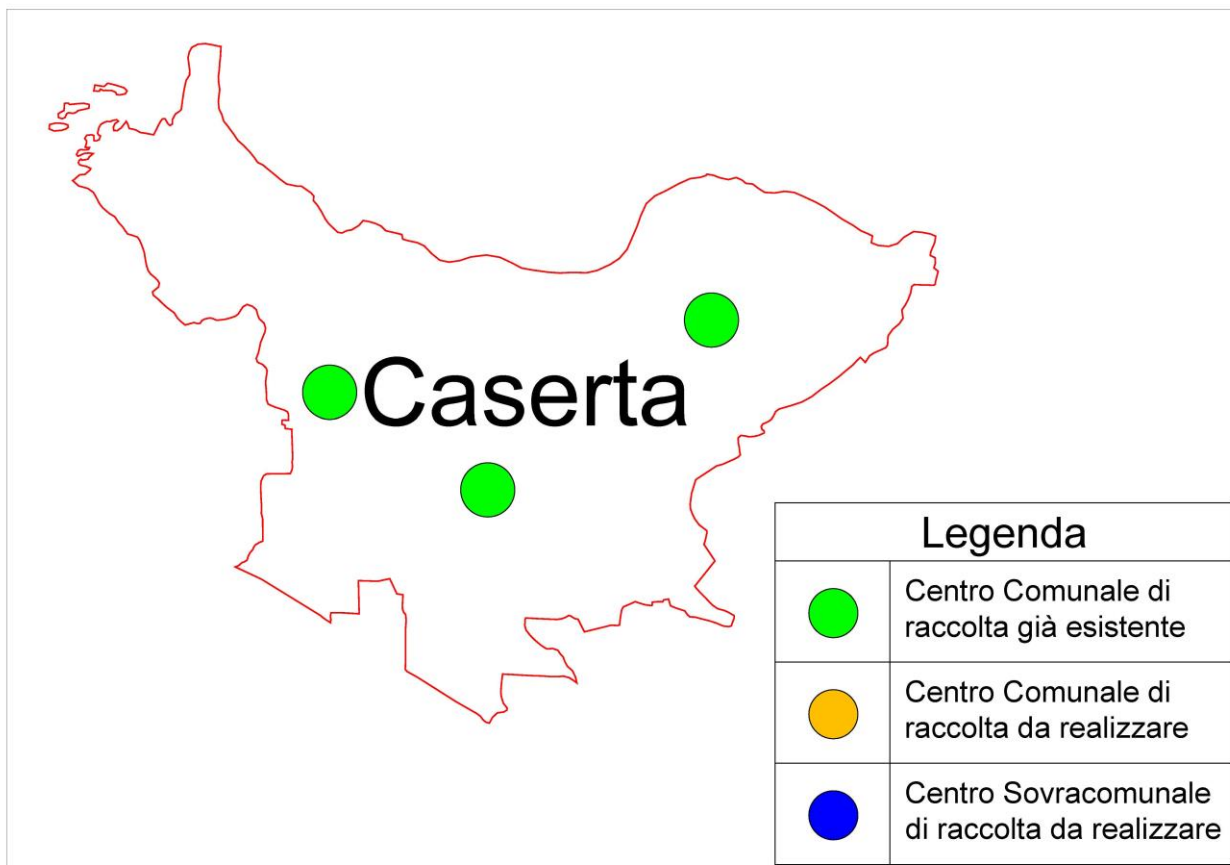 Caserta
Legenda
Centro Comunale di
raccolta già esistente
Centro Comunale di
raccolta da realizzare
Centro Sovracomunale
di raccolta da realizzare